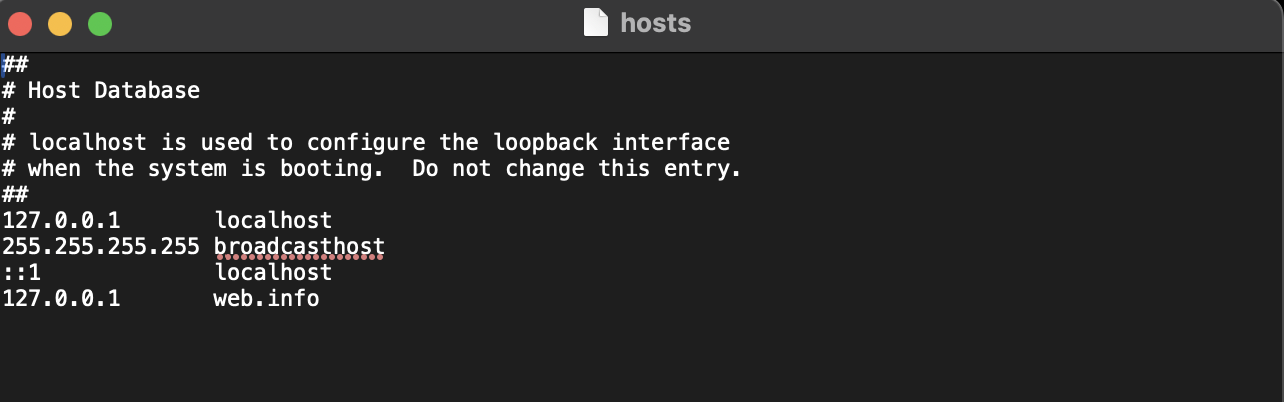 hosts
##
# Host Database
#
# localhost is used to configure the loopback interface
# when the system is booting.  Do not change this entry.
##
127.0.0.1       localhost
255.255.255.255 broadcasthost
::1             localhost
127.0.0.1       web.info